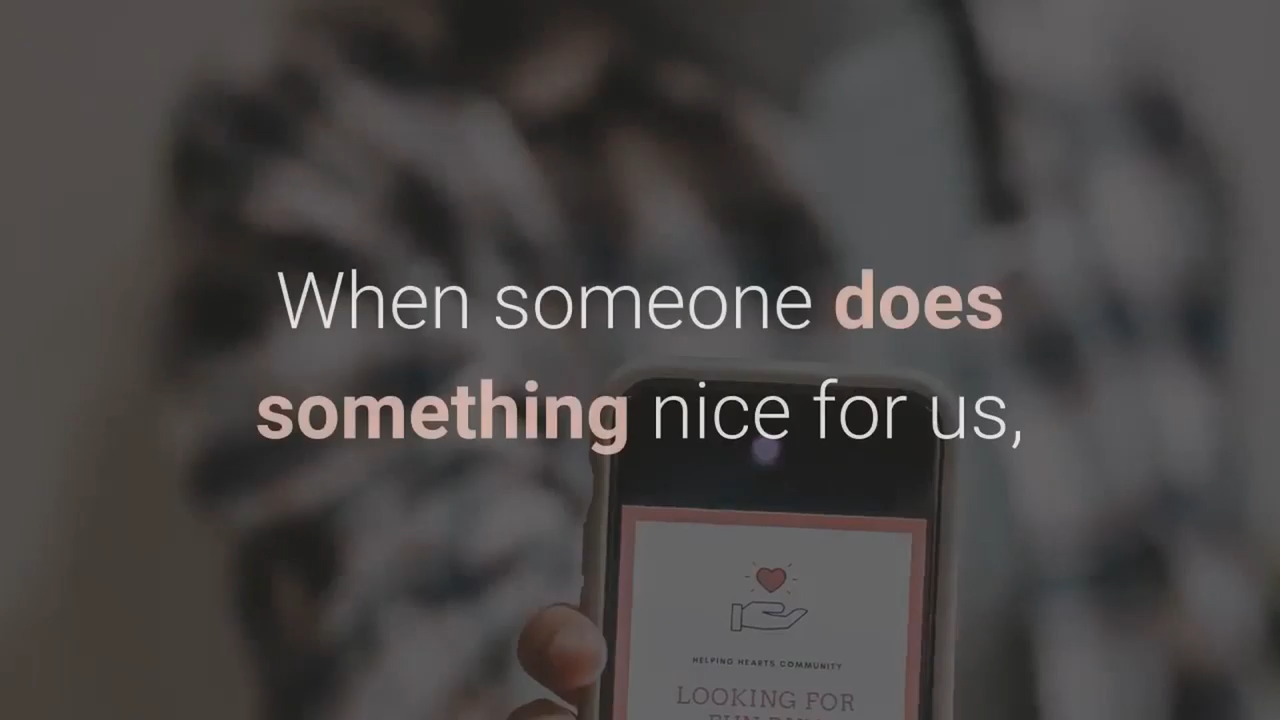 When someone does
something nice for us,
HELPING HEARTS COMMUNITY
LOOKING FOR